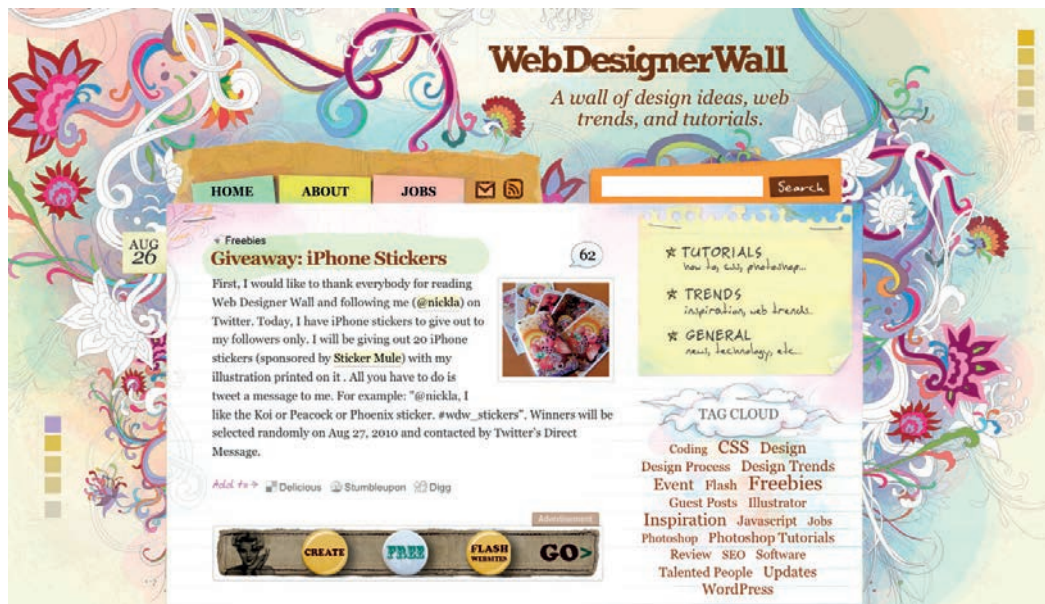 WebDesignerWall
A wall of design ideas, web
trends, and tutorials.
HOME ABOUT JOBS
Search
AUG
26
Freebies
Giveaway: iPhone Stickers
62
First, I would like to thank everybody for reading
Web Designer Wall and following me (@nickla) on
Twitter. Today, I have iPhone stickers to give out to
my followers only. I will be giving out 20 iPhone
stickers (sponsored by Sticker Mule) with my
illustration printed on it . All you have to do is
tweet a message to me. For example: "@nickla, I
like the Koi or Peacock or Phoenix sticker. #wdw_stickers". Winners will be
selected randomly on Aug 27, 2010 and contacted by Twitter's Direct
Message.
Add to Delicious Stumbleupon Digg
Advertisement
CREATE FREE FLASH WEBSITES GO>
TUTORIALS
how to, css, photoshop...
TRENDS
inspiration, web trends..
GENERAL
news, technology, etc...
TAG CLOUD
Coding CSS Design
Design Process Design Trends
Event Flash Freebies
Guest Posts Illustrator
Inspiration Javascript Jobs
Photoshop Photoshop Tutorials
Review SEO Software
Talented People Updates
WordPress